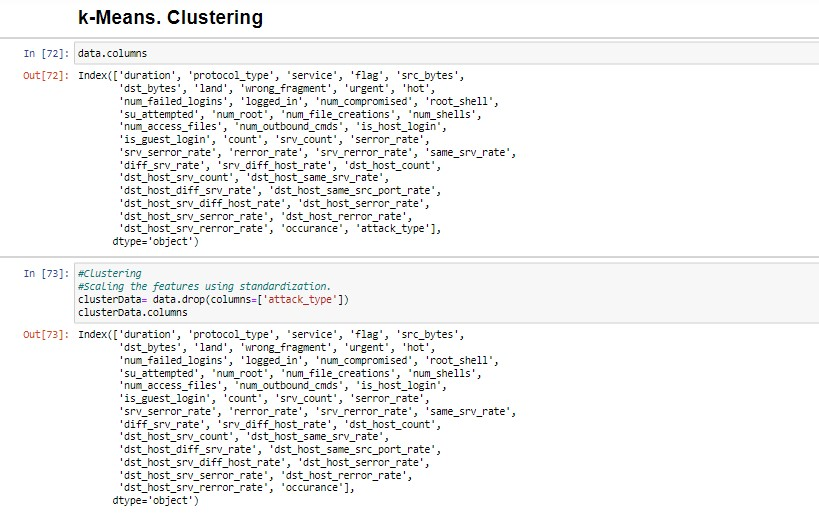 k-Means. Clustering
In [72]: data.columns
Out[72]: Index(['duration', 'protocol_type', 'service', 'flag', 'src_bytes',
'dst_bytes', 'land', 'wrong_fragment', 'urgent', 'hot',
'num_failed_logins', 'logged_in', 'num_compromised', 'root_shell',
'su_attempted', 'num_root', 'num_file_creations', 'num_shells',
'num_access_files', 'num_outbound_cmds', 'is_host_login',
'is_guest_login', 'count', 'srv_count', 'serror_rate',
'srv_serror_rate', 'rerror_rate', 'srv_rerror_rate', 'same_srv_rate',
'diff_srv_rate', 'srv_diff_host_rate', 'dst_host_count',
'dst_host_srv_count', 'dst_host_same_srv_rate',
'dst_host_diff_srv_rate', 'dst_host_same_src_port_rate',
'dst_host_srv_diff_host_rate', 'dst_host_serror_rate',
'dst_host_srv_serror_rate', 'dst_host_rerror_rate',
'dst_host_srv_rerror_rate', 'occurance', 'attack_type'],
dtype='object')
In [73]: #Clustering
#Scaling the features using standardization.
clusterData= data.drop(columns=['attack_type'])
clusterData.columns
Out[73]: Index(['duration', 'protocol_type', 'service', 'flag', 'src_bytes',
'dst_bytes', 'land', 'wrong_fragment', 'urgent', 'hot',
'num_failed_logins', 'logged_in', 'num_compromised', 'root_shell',
'su_attempted', 'num_root', 'num_file_creations', 'num_shells',
'num_access_files', 'num_outbound_cmds', 'is_host_login',
'is_guest_login', 'count', 'srv_count', 'serror_rate',
'srv_serror_rate', 'rerror_rate', 'srv_rerror_rate', 'same_srv_rate',
'diff_srv_rate', 'srv_diff_host_rate', 'dst_host_count',
'dst_host_srv_count', 'dst_host_same_srv_rate',
'dst_host_diff_srv_rate', 'dst_host_same_src_port_rate',
'dst_host_srv_diff_host_rate', 'dst_host_serror_rate',
'dst_host_srv_serror_rate', 'dst_host_rerror_rate',
'dst_host_srv_rerror_rate', 'occurance'],
dtype='object')